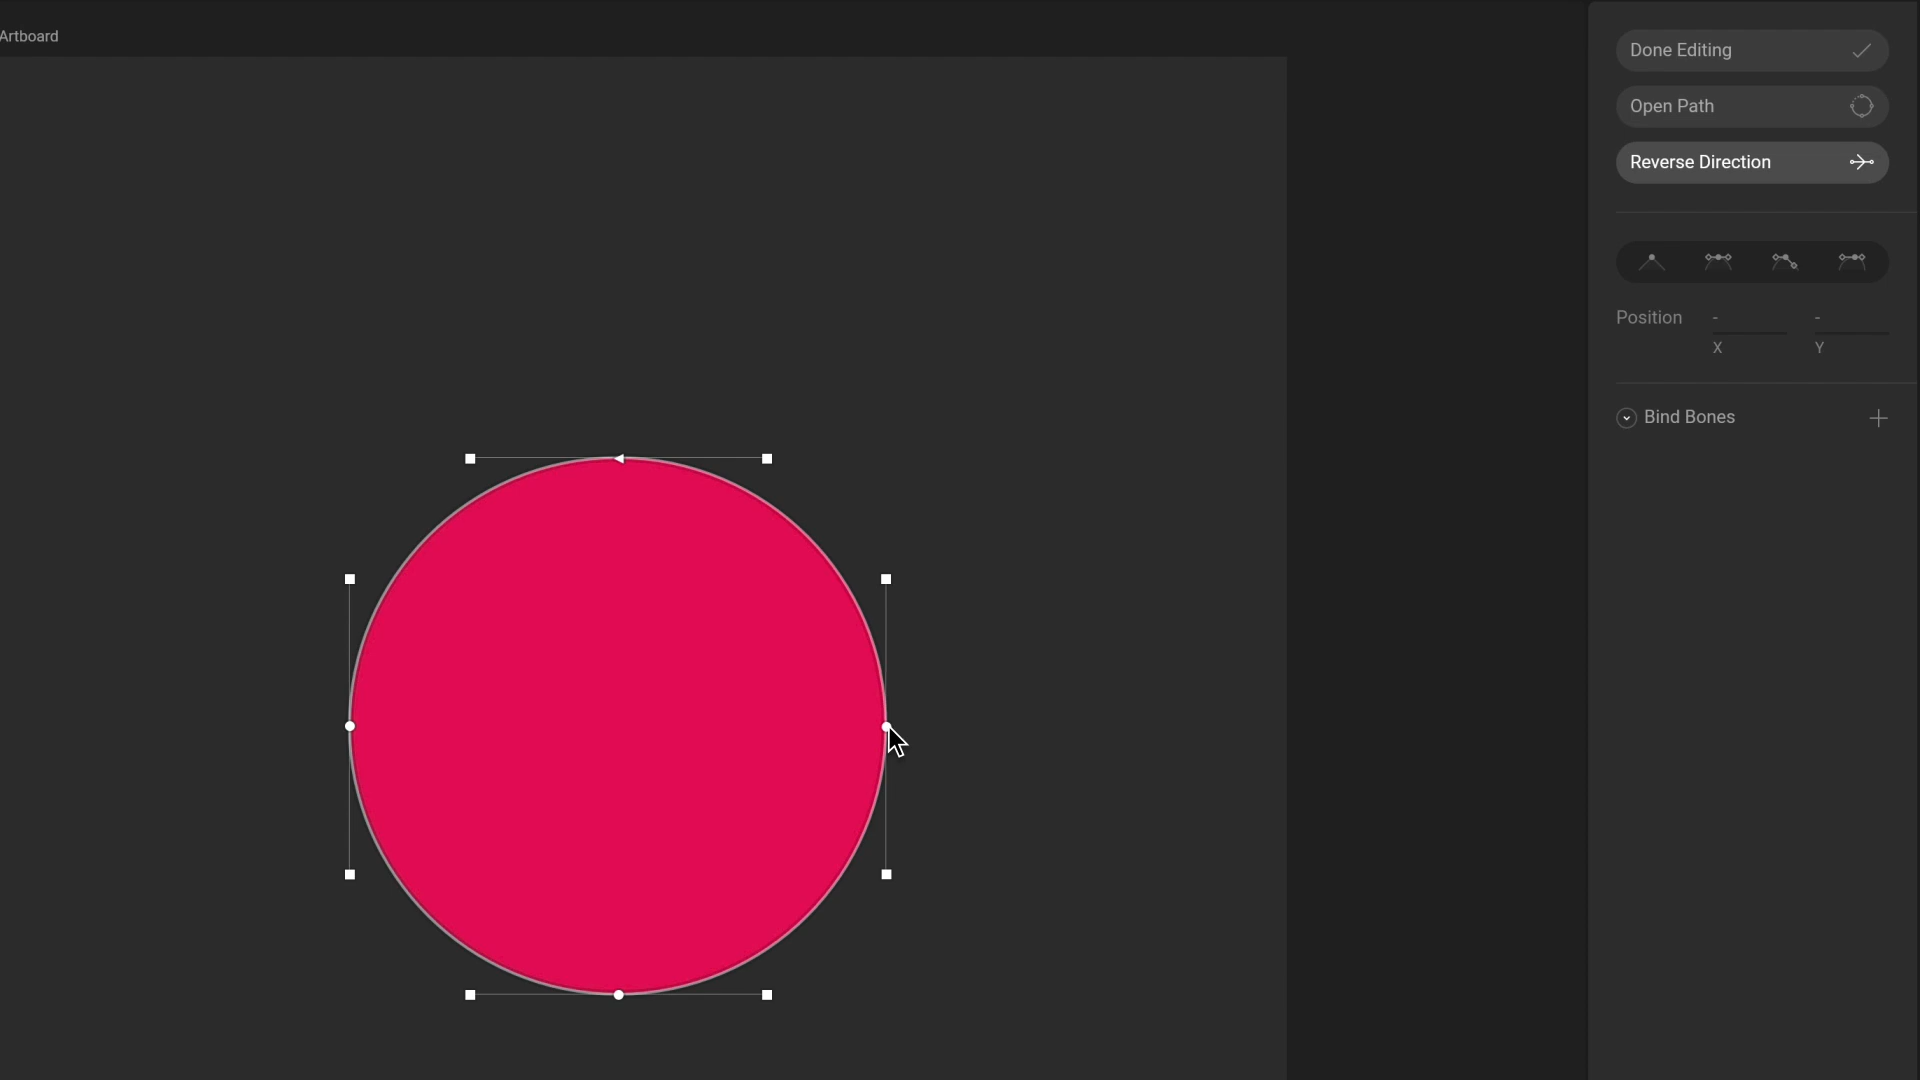 Artboard
Done Editing
Open Path
Reverse Direction
Position - -
X Y
Bind Bones